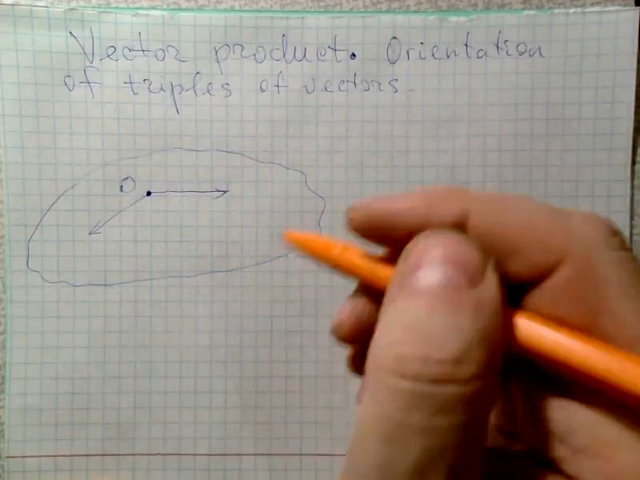 Vector product. Orientation
of triples of vectors.
O